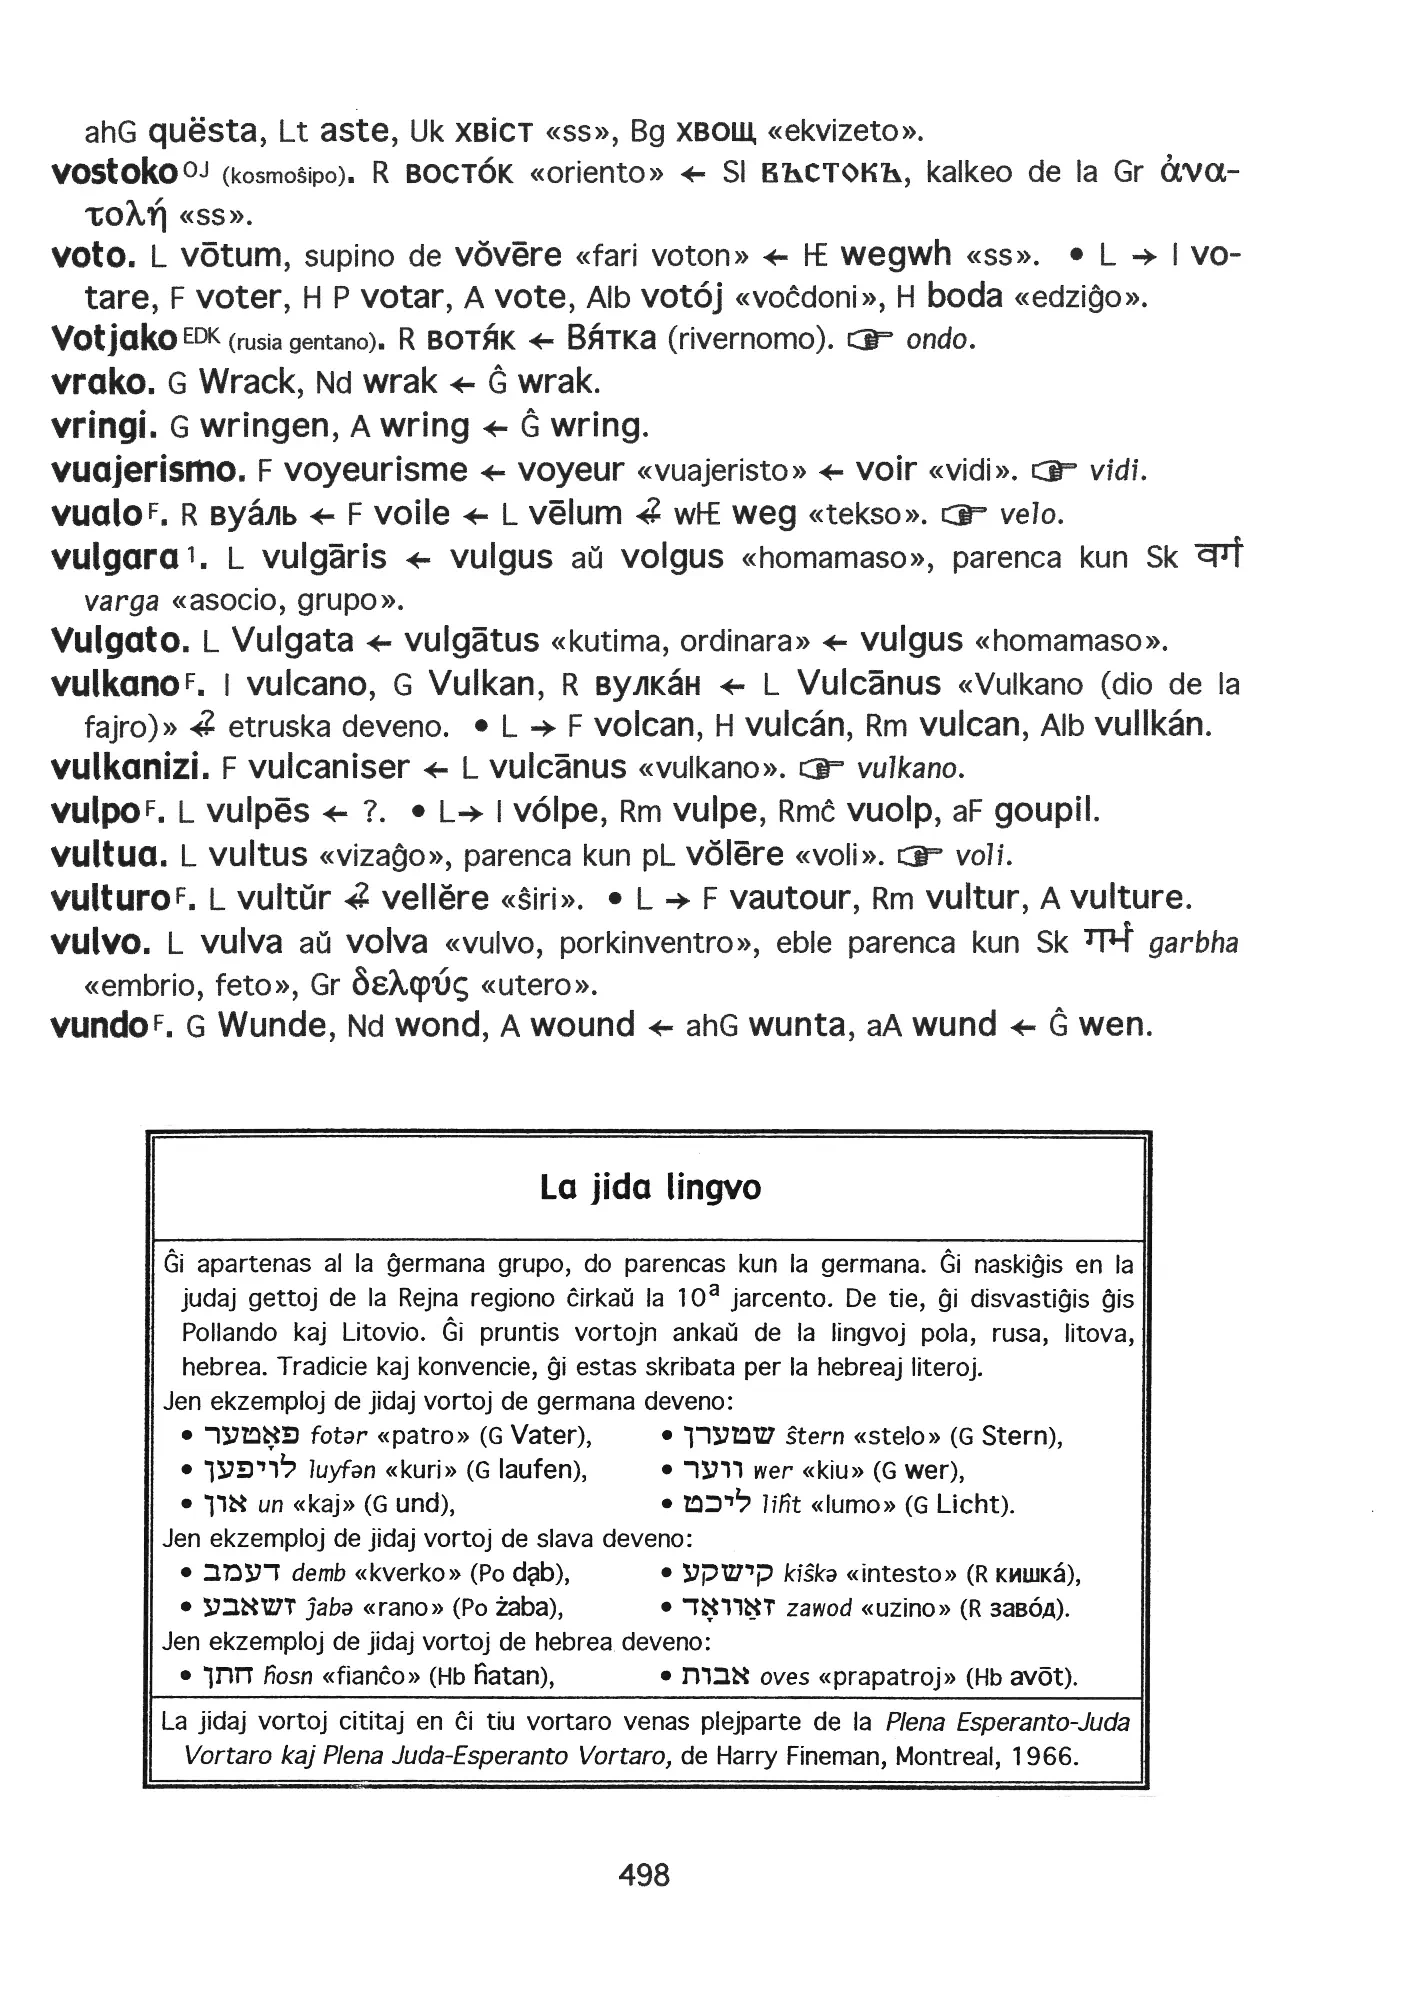 ahG quësta, Lt aste, Uk хвіст «ss», Bg хвощ «ekvizeto».
vostoko OJ (kosmoŝipo). R восто́к «oriento» ← Sl въстокъ, kalkeo de la Gr ἀνα-
τολή «ss».
voto. L vōtum, supino de vŏvēre «fari voton» ← IE wegwh «ss». • L → I vo-
tare, F voter, H P votar, A vote, Alb votój «voĉdoni», H boda «edziĝo».
Votjako EDK (rusia gentano). R вотя́к ← Вя́тка (rivernomo). ☞ ondo.
vrako. G Wrack, Nd wrak ← Ĝ wrak.
vringi. G wringen, A wring ← Ĝ wring.
vuajerismo. F voyeurisme ← voyeur «vuajeristo» ← voir «vidi». ☞ vidi.
vualo F. R вуа́ль ← F voile ← L vēlum ?← wIE weg «tekso». ☞ velo.
vulgara 1. L vulgāris ← vulgus aŭ volgus «homamaso», parenca kun Sk वर्ग
varga «asocio, grupo».
Vulgato. L Vulgata ← vulgātus «kutima, ordinara» ← vulgus «homamaso».
vulkano F. I vulcano, G Vulkan, R вулка́н ← L Vulcānus «Vulkano (dio de la
fajro)» ?← etruska deveno. • L → F volcan, H vulcán, Rm vulcan, Alb vullkán.
vulkanizi. F vulcaniser ← L vulcānus «vulkano». ☞ vulkano.
vulpo F. L vulpēs ← ?. • L→ I vólpe, Rm vulpe, Rmĉ vuolp, aF goupil.
vultua. L vultus «vizaĝo», parenca kun pL vŏlēre «voli». ☞ voli.
vulturo F. L vultŭr ?← vellĕre «ŝiri». • L → F vautour, Rm vultur, A vulture.
vulvo. L vulva aŭ volva «vulvo, porkinventro», eble parenca kun Sk गर्भ garbha
«embrio, feto», Gr δελφύς «utero».
vundo F. G Wunde, Nd wond, A wound ← ahG wunta, aA wund ← Ĝ wen.
La jida lingvo
Ĝi apartenas al la ĝermana grupo, do parencas kun la germana. Ĝi naskiĝis en la
judaj gettoj de la Rejna regiono ĉirkaŭ la 10ª jarcento. De tie, ĝi disvastiĝis ĝis
Pollando kaj Litovio. Ĝi pruntis vortojn ankaŭ de la lingvoj pola, rusa, litova,
hebrea. Tradicie kaj konvencie, ĝi estas skribata per la hebreaj literoj.
Jen ekzemploj de jidaj vortoj de germana deveno:
• פאָטער fotər «patro» (G Vater), • שטערן ŝtern «stelo» (G Stern),
• לויפען luyfən «kuri» (G laufen), • ווער wer «kiu» (G wer),
• און un «kaj» (G und), • ליכט liĥt «lumo» (G Licht).
Jen ekzemploj de jidaj vortoj de slava deveno:
• דעמב demb «kverko» (Po dąb), • קישקע kiŝkə «intesto» (R кишка́),
• זשאבע ĵabə «rano» (Po żaba), • זאַוואָד zawod «uzino» (R заво́д).
Jen ekzemploj de jidaj vortoj de hebrea deveno:
• חתן ĥosn «fianĉo» (Hb ĥatan), • אבות oves «prapatroj» (Hb avōt).
La jidaj vortoj cititaj en ĉi tiu vortaro venas plejparte de la Plena Esperanto-Juda
Vortaro kaj Plena Juda-Esperanto Vortaro, de Harry Fineman, Montreal, 1966.
498